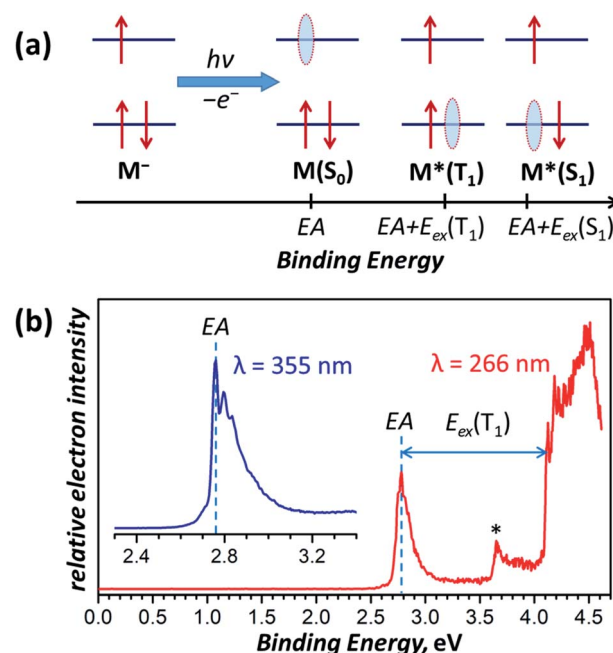 (a)
hν
−e⁻
M⁻
M(S₀)
M*(T₁)
M*(S₁)
EA
EA+Eₑₓ(T₁)
EA+Eₑₓ(S₁)
Binding Energy
(b)
relative electron intensity
EA
λ = 355 nm
λ = 266 nm
EA
Eₑₓ(T₁)
*
2.4 2.8 3.2
0.0 0.5 1.0 1.5 2.0 2.5 3.0 3.5 4.0 4.5
Binding Energy, eV